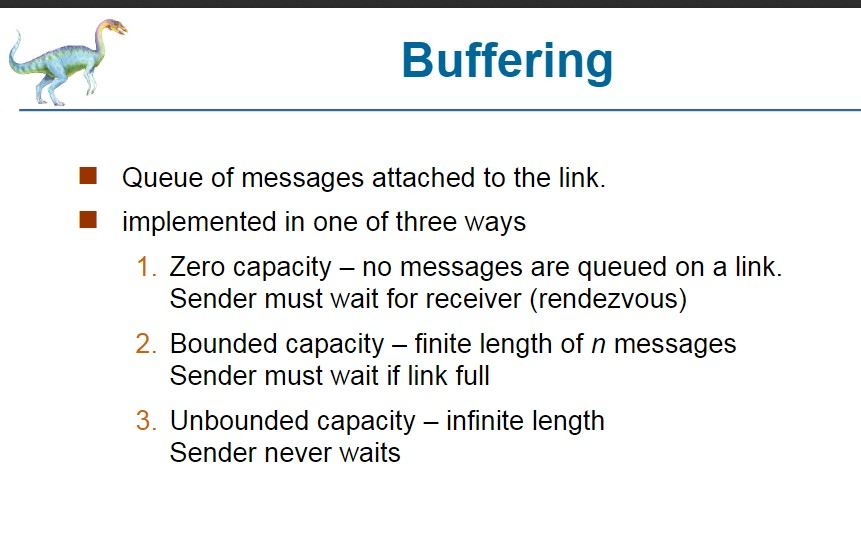 Buffering
Queue of messages attached to the link.
implemented in one of three ways
1. Zero capacity – no messages are queued on a link.
Sender must wait for receiver (rendezvous)
2. Bounded capacity – finite length of n messages
Sender must wait if link full
3. Unbounded capacity – infinite length
Sender never waits